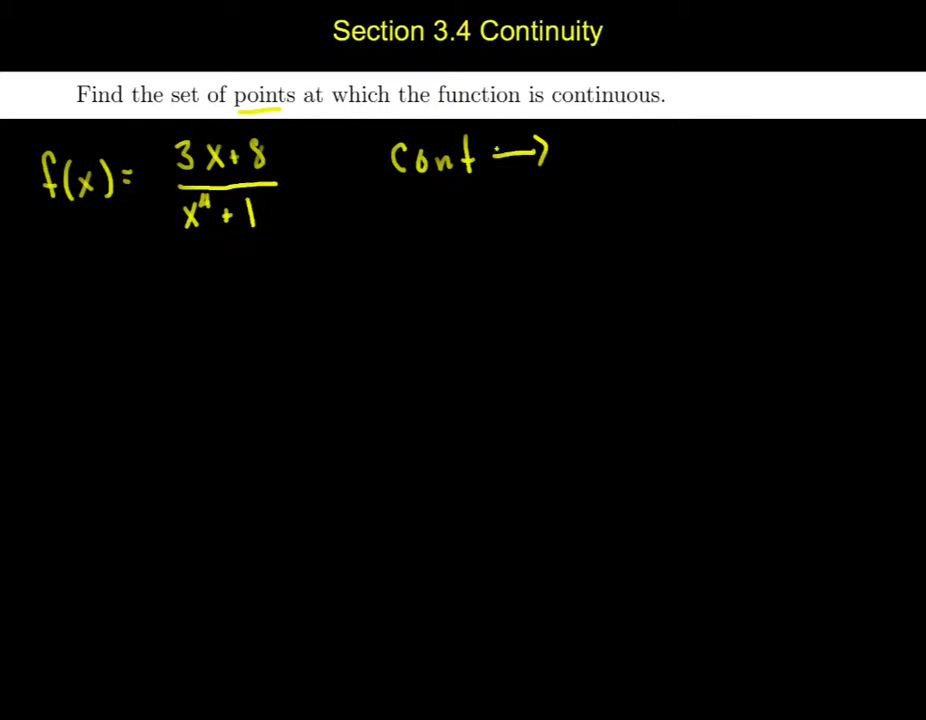 Section 3.4 Continuity
Find the set of points at which the function is continuous.
f(x) = (3x+8)/(x⁴+1)
Cont →